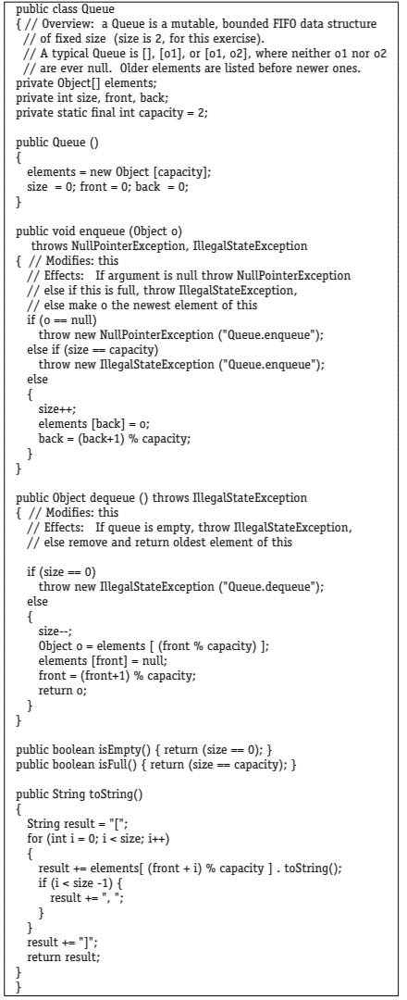 public class Queue
{ // Overview:  a Queue is a mutable, bounded FIFO data structure
  // of fixed size  (size is 2, for this exercise).
  // A typical Queue is [], [o1], or [o1, o2], where neither o1 nor o2
  // are ever null.  Older elements are listed before newer ones.
private Object[] elements;
private int size, front, back;
private static final int capacity = 2;

public Queue ()
{
  elements = new Object [capacity];
  size  = 0; front = 0; back  = 0;
}

public void enqueue (Object o)
   throws NullPointerException, IllegalStateException
{  // Modifies: this
  // Effects:   If argument is null throw NullPointerException
  // else if this is full, throw IllegalStateException,
  // else make o the newest element of this
  if (o == null)
    throw new NullPointerException ("Queue.enqueue");
  else if (size == capacity)
    throw new IllegalStateException ("Queue.enqueue");
  else
  {
    size++;
    elements [back] = o;
    back = (back+1) % capacity;
  }
}

public Object dequeue () throws IllegalStateException
{  // Modifies: this
  // Effects:   If queue is empty, throw IllegalStateException,
  // else remove and return oldest element of this

  if (size == 0)
    throw new IllegalStateException ("Queue.dequeue");
  else
  {
    size--;
    Object o = elements [ (front % capacity) ];
    elements [front] = null;
    front = (front+1) % capacity;
    return o;
  }
}

public boolean isEmpty() { return (size == 0); }
public boolean isFull() { return (size == capacity); }

public String toString()
{
  String result = "[";
  for (int i = 0; i < size; i++)
  {
    result += elements[ (front + i) % capacity ] . toString();
    if (i < size -1) {
      result += ", ";
    }
  }
  result += "]";
  return result;
}
}